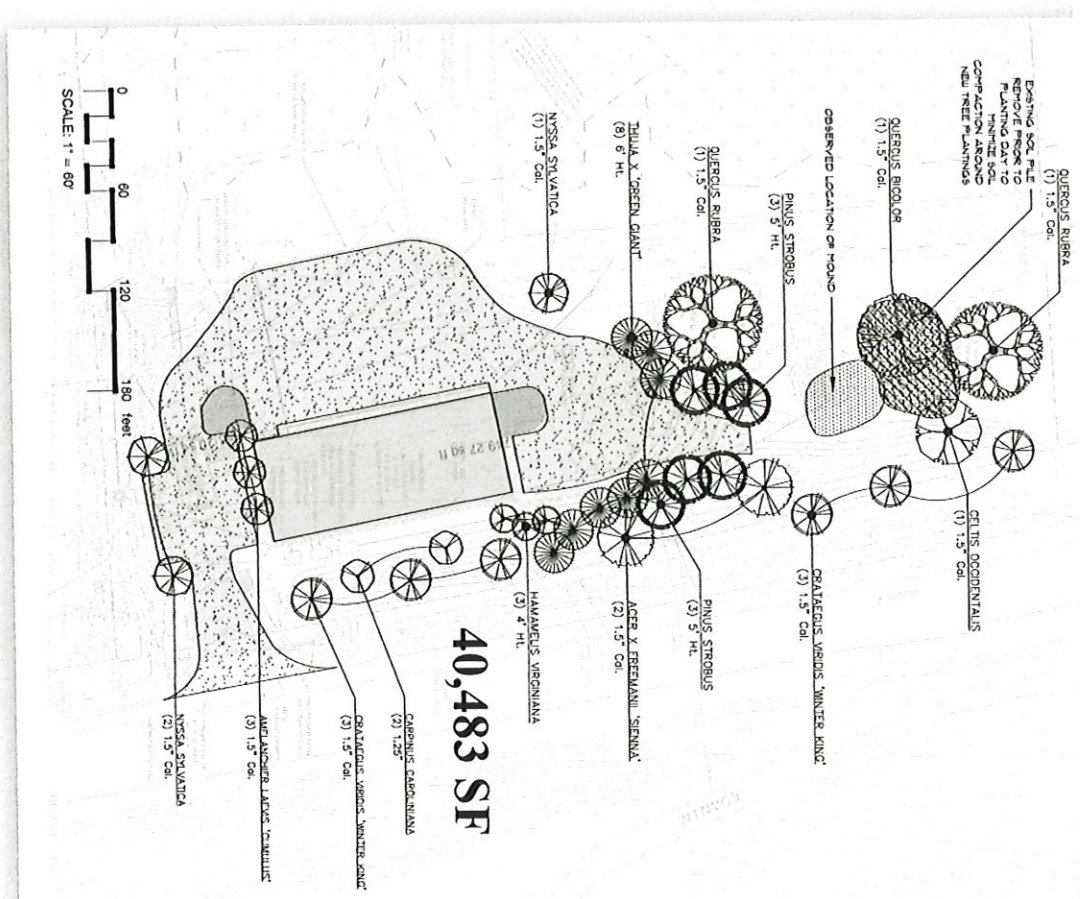 QUERCUS RUBRA
(1) 1.5" Cal.
EXISTING SOIL PILE
REMOVE PRIOR TO
PLANTING DAY TO
MINIMIZE SOIL
COMPACTION AROUND
NEW TREE PLANTINGS
CELTIS OCCIDENTALIS
(1) 1.5" Cal.
QUERCUS BICOLOR
(1) 1.5" Cal.
OBSERVED LOCATION OF MOUND
CRATAEGUS VIRIDIS 'WINTER KING'
(3) 1.5" Cal.
PINUS STROBUS
(3) 5' Ht.
QUERCUS RUBRA
(1) 1.5" Cal.
PINUS STROBUS
(3) 5' Ht.
THUJA X 'GREEN GIANT'
(8) 6' Ht.
ACER X FREEMANII 'SIENNA'
(2) 1.5" Cal.
NYSSA SYLVATICA
(1) 1.5" Cal.
HAMAMELIS VIRGINIANA
(3) 4' Ht.
40,483 SF
CARPINUS CAROLINIANA
(2) 1.25"
CRATAEGUS VIRIDIS 'WINTER KING'
(3) 1.5" Cal.
AMELANCHIER LAEVIS 'CUMULUS'
(3) 1.5" Cal.
NYSSA SYLVATICA
(2) 1.5" Cal.
0 60 120 180 feet
SCALE: 1" = 60'